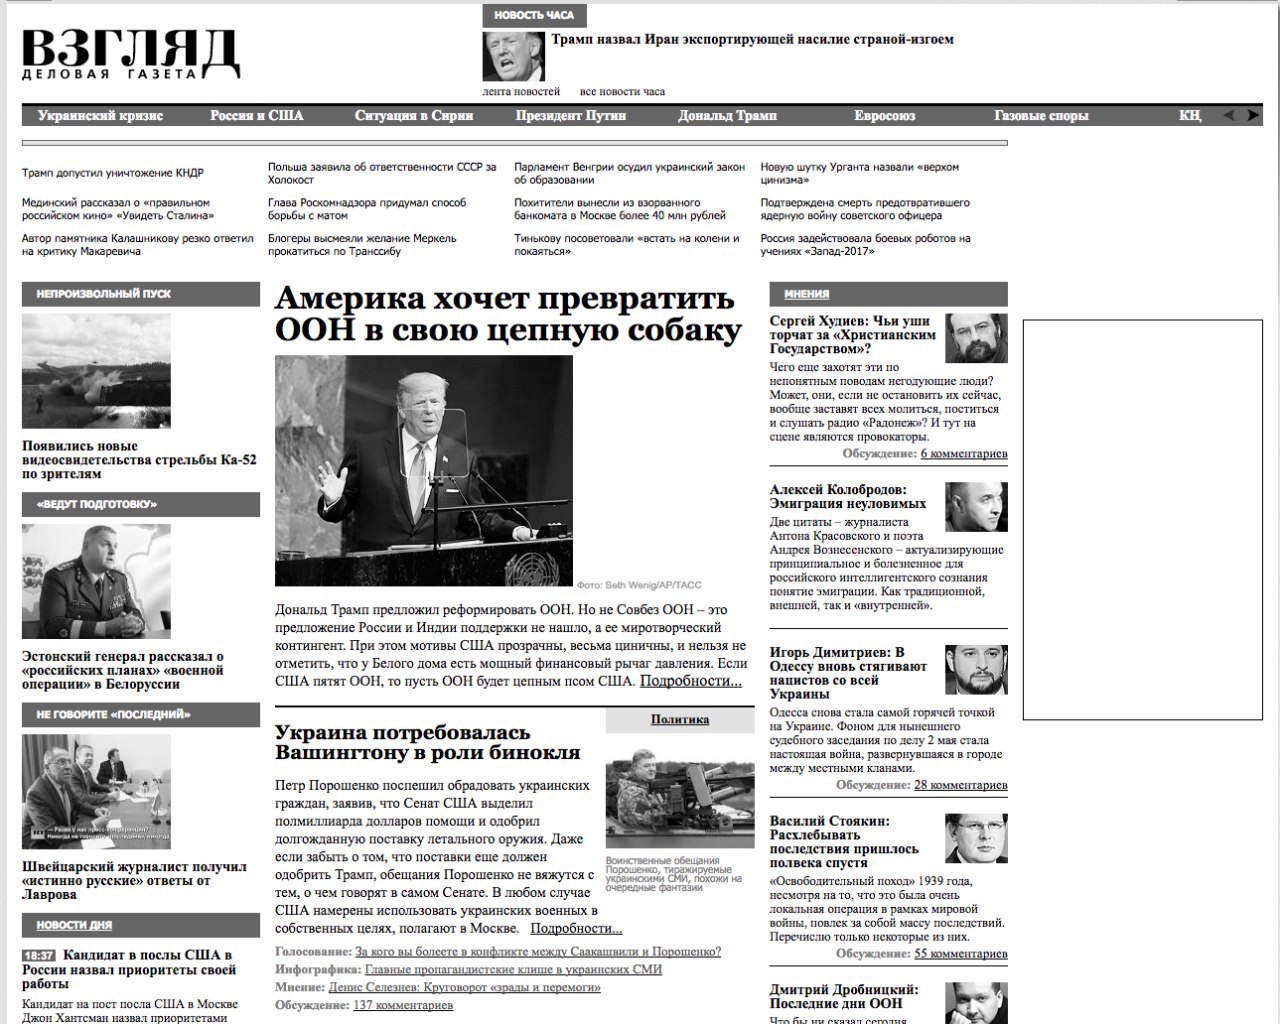 ВЗГЛЯД
ДЕЛОВАЯ ГАЗЕТА
НОВОСТЬ ЧАСА
Трамп назвал Иран экспортирующей насилие страной-изгоем
лента новостей все новости часа
Украинский кризис Россия и США Ситуация в Сирии Президент Путин Дональд Трамп Евросоюз Газовые споры
Трамп допустил уничтожение КНДР
Польша заявила об ответственности СССР за
Холокост
Парламент Венгрии осудил украинский закон
об образовании
Новую шутку Урганта назвали «верхом
цинизма»
Мединский рассказал о «правильном
российском кино» «Увидеть Сталина»
Глава Роскомнадзора придумал способ
борьбы с матом
Похитители вынесли из взорванного
банкомата в Москве более 40 млн рублей
Подтверждена смерть предотвратившего
ядерную войну советского офицера
Автор памятника Калашникову резко ответил
на критику Макаревича
Блогеры высмеяли желание Меркель
прокатиться по Транссибу
Тинькову посоветовали «встать на колени и
покаяться»
Россия задействовала боевых роботов на
учениях «Запад-2017»
НЕПРОИЗВОЛЬНЫЙ ПУСК
Появились новые
видеосвидетельства стрельбы Ка-52
по зрителям
«ВЕДУТ ПОДГОТОВКУ»
Эстонский генерал рассказал о
«российских планах» «военной
операции» в Белоруссии
НЕ ГОВОРИТЕ «ПОСЛЕДНИЙ»
Швейцарский журналист получил
«истинно русские» ответы от
Лаврова
НОВОСТИ ДНЯ
18:37 Кандидат в послы США в
России назвал приоритеты своей
работы
Кандидат на пост посла США в Москве
Джон Хантсман назвал приоритетами
Америка хочет превратить
ООН в свою цепную собаку
Фото: Seth Wenig/AP/ТАСС
Дональд Трамп предложил реформировать ООН. Но не Совбез ООН – это
предложение России и Индии поддержки не нашло, а ее миротворческий
контингент. При этом мотивы США прозрачны, весьма циничны, и нельзя не
отметить, что у Белого дома есть мощный финансовый рычаг давления. Если
США пятят ООН, то пусть ООН будет цепным псом США. Подробности...
Украина потребовалась
Вашингтону в роли бинокля
Петр Порошенко поспешил обрадовать украинских
граждан, заявив, что Сенат США выделил
полмиллиарда долларов помощи и одобрил
долгожданную поставку летального оружия. Даже
если забыть о том, что поставки еще должен
одобрить Трамп, обещания Порошенко не вяжутся с
тем, о чем говорят в самом Сенате. В любом случае
США намерены использовать украинских военных в
собственных целях, полагают в Москве. Подробности...
Политика
Воинственные обещания
Порошенко, тиражируемые
украинскими СМИ, похожи на
очередные фантазии
Голосование: За кого вы болеете в конфликте между Саакашвили и Порошенко?
Инфографика: Главные пропагандистские клише в украинских СМИ
Мнение: Денис Селезнев: Круговорот «зрады и перемоги»
Обсуждение: 137 комментариев
МНЕНИЯ
Сергей Худиев: Чьи уши
торчат за «Христианским
Государством»?
Чего еще захотят эти по
непонятным поводам негодующие люди?
Может, они, если не остановить их сейчас,
вообще заставят всех молиться, поститься
и слушать радио «Радонеж»? И тут на
сцене являются провокаторы.
Обсуждение: 6 комментариев
Алексей Колобродов:
Эмиграция неуловимых
Две цитаты – журналиста
Антона Красовского и поэта
Андрея Вознесенского – актуализирующие
принципиальное и болезненное для
российского интеллигентского сознания
понятие эмиграции. Как традиционной,
внешней, так и «внутренней».
Игорь Димитриев: В
Одессу вновь стягивают
нацистов со всей
Украины
Одесса снова стала самой горячей точкой
на Украине. Фоном для нынешнего
судебного заседания по делу 2 мая стала
настоящая война, развернувшаяся в городе
между местными кланами.
Обсуждение: 28 комментариев
Василий Стоякин:
Расхлебывать
последствия пришлось
полвека спустя
«Освободительный поход» 1939 года,
несмотря на то, что это была очень
локальная операция в рамках мировой
войны, повлек за собой массу последствий.
Перечислю только некоторые из них.
Обсуждение: 55 комментариев
Дмитрий Дробницкий:
Последние дни ООН
Что бы ни сказал сегодня